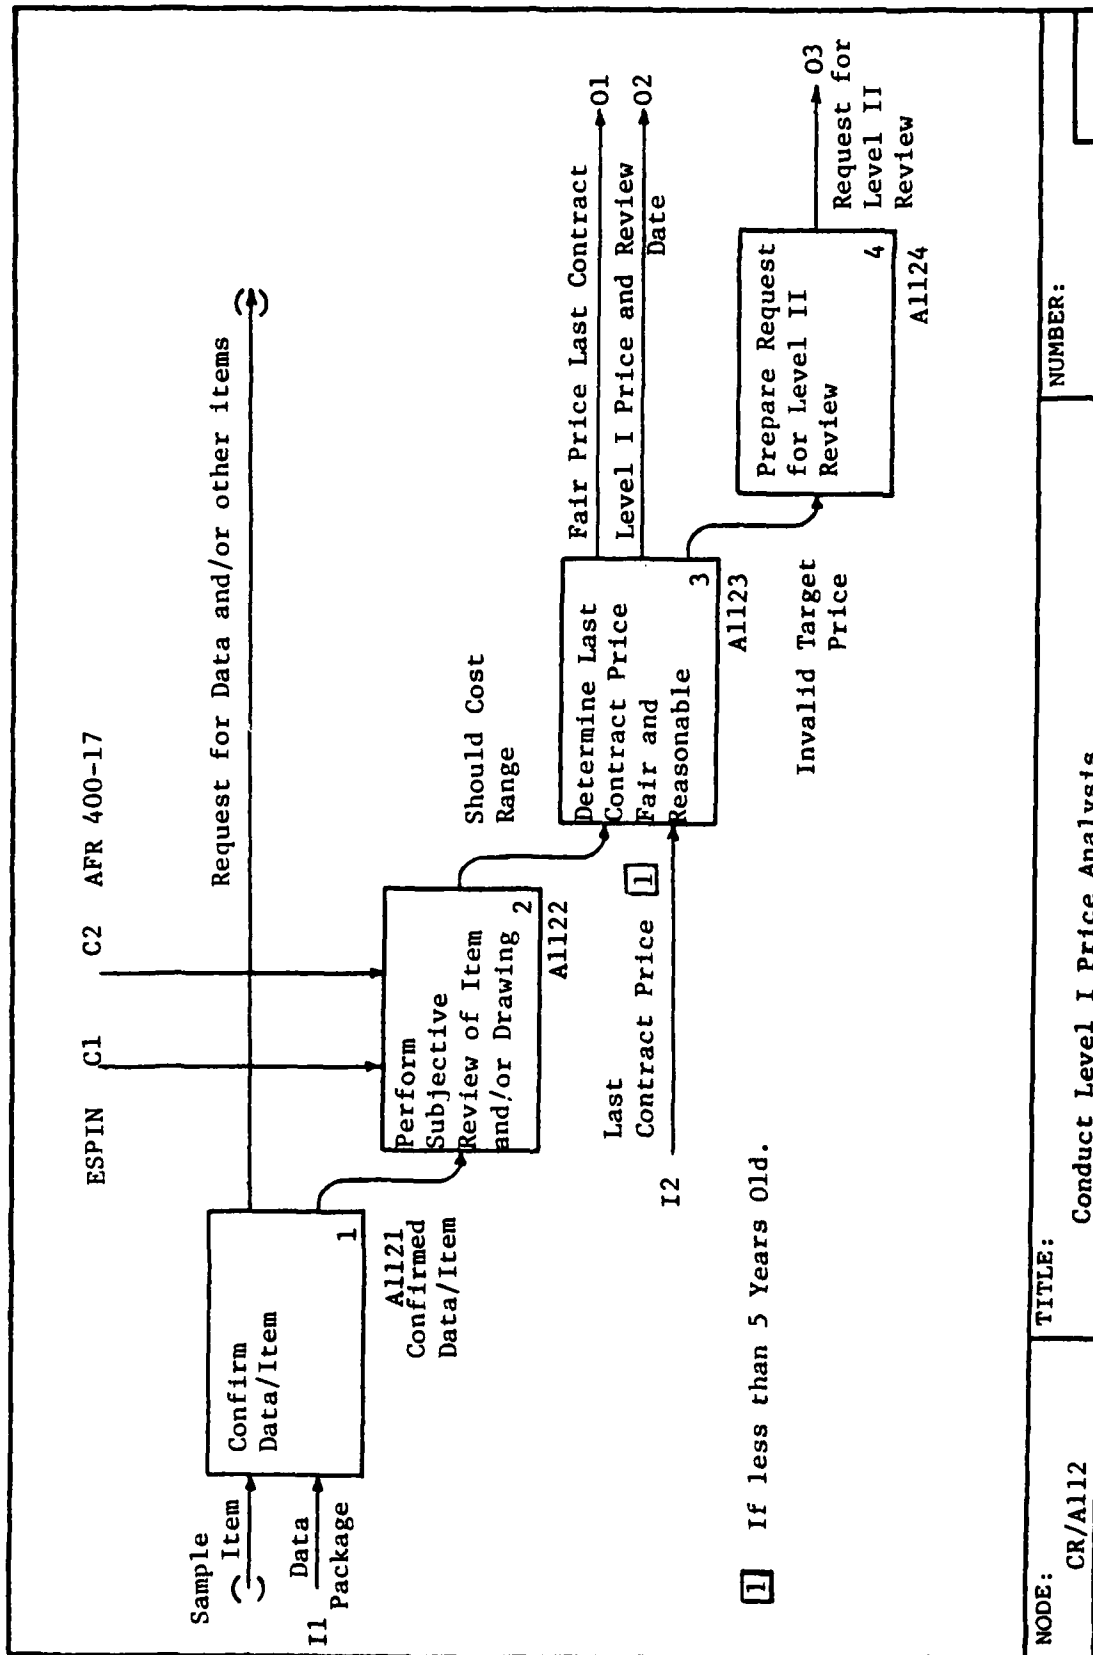 ESPIN C1 C2 AFR 400-17
Request for Data and/or other items
Sample
( ) Item
Data
I1 Package
Confirm
Data/Item
1
A1121
Confirmed
Data/Item
Perform
Subjective
Review of Item
and/or Drawing 2
A1122
Should Cost
Range
Last
Contract Price 1
I2
Determine Last
Contract Price
Fair and
Reasonable
3
A1123
Fair Price Last Contract
O1
Level I Price and Review
Date
O2
Invalid Target
Price
Prepare Request
for Level II
Review
4
A1124
O3
Request for
Level II
Review
1 If less than 5 Years Old.
NODE:
CR/A112
TITLE:
Conduct Level I Price Analysis
NUMBER: